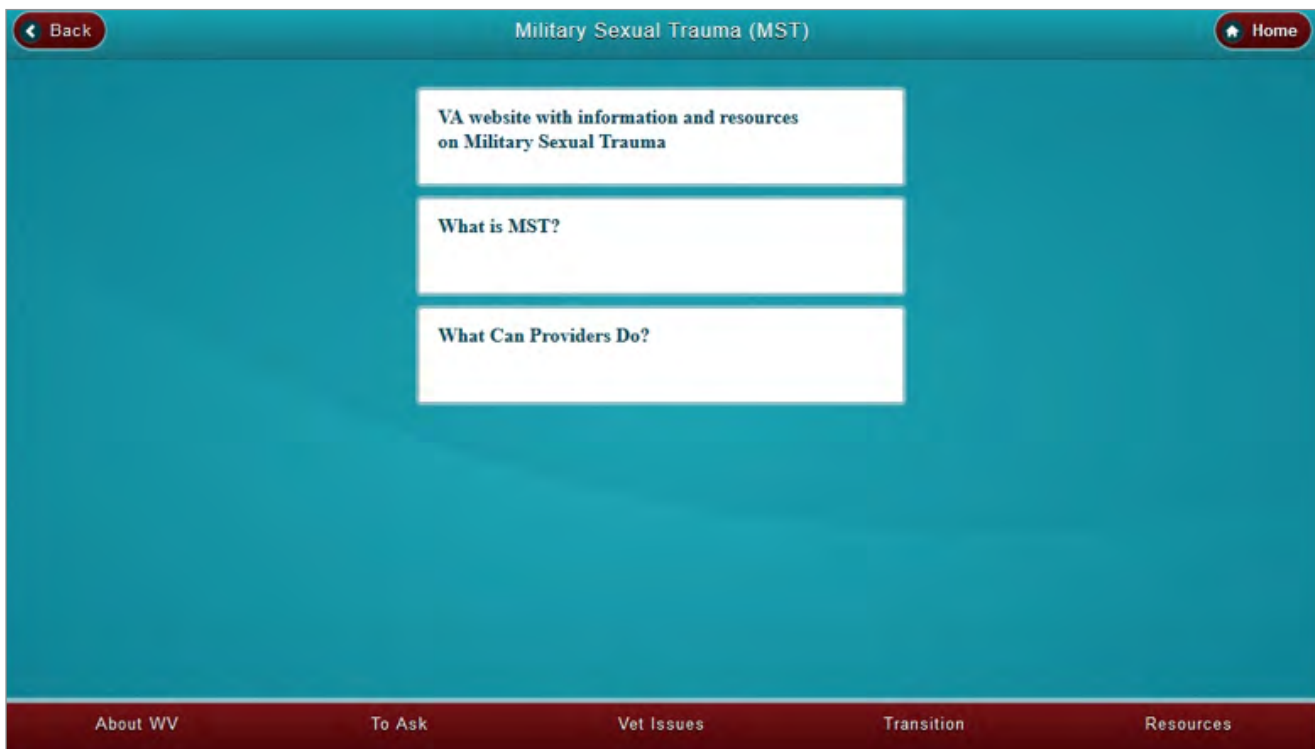 Back
Military Sexual Trauma (MST)
Home
VA website with information and resources
on Military Sexual Trauma
What is MST?
What Can Providers Do?
About WV
To Ask
Vet Issues
Transition
Resources